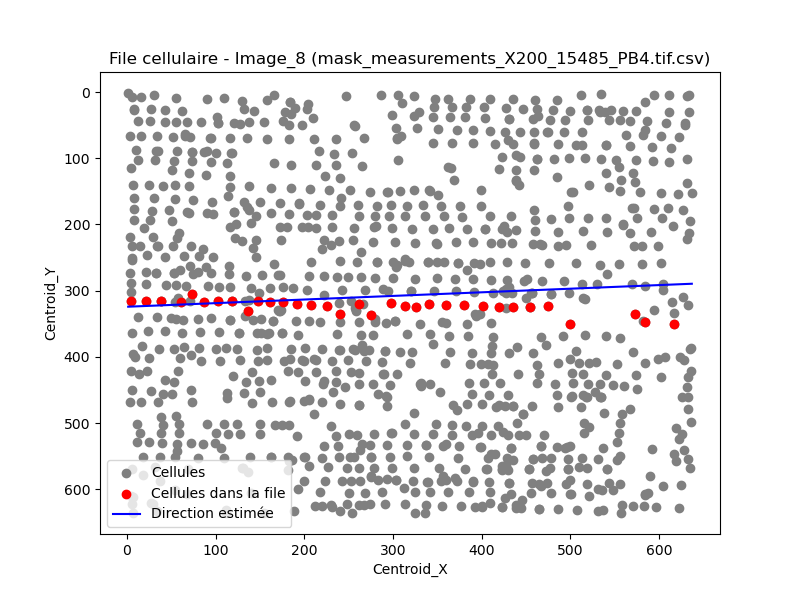 File cellulaire - Image_8 (mask_measurements_X200_15485_PB4.tif.csv)
0
100
200
300
400
500
600
Centroid_Y
Cellules
Cellules dans la file
Direction estimée
0 100 200 300 400 500 600
Centroid_X